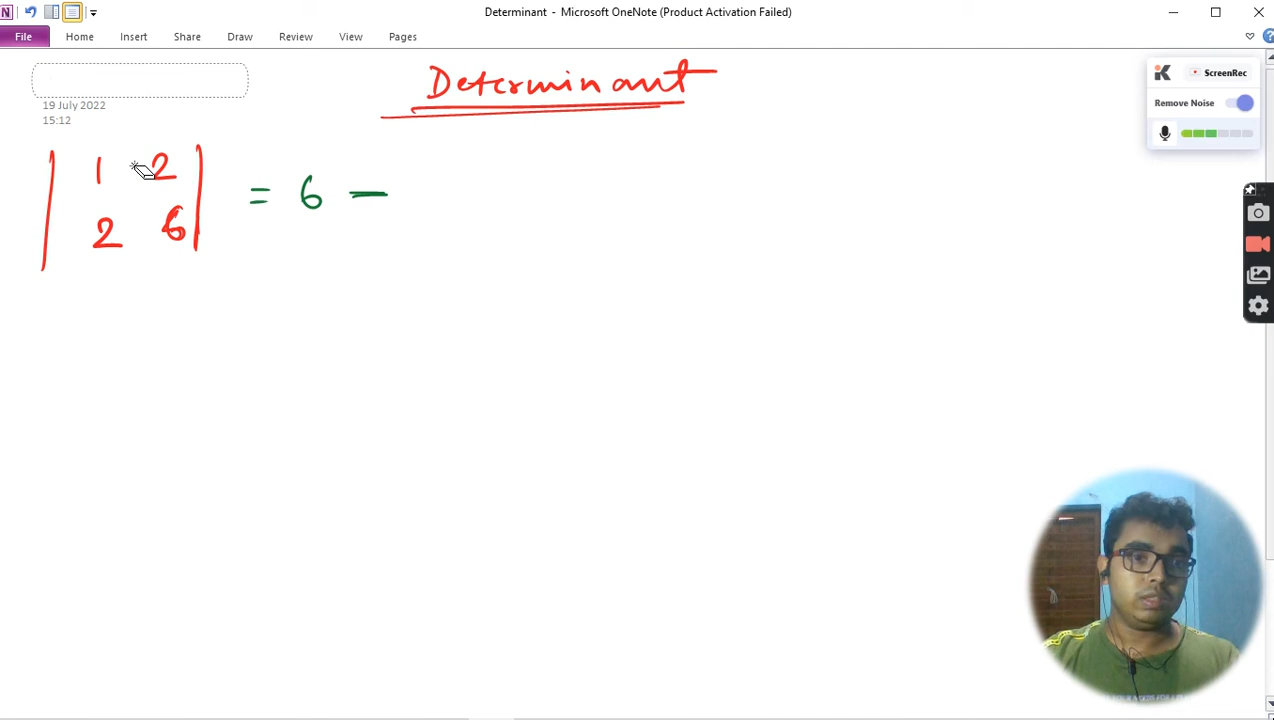 Determinant - Microsoft OneNote (Product Activation Failed)
File Home Insert Share Draw Review View Pages
ScreenRec
Remove Noise
Determinant
19 July 2022
15:12
| 1 2 |
| 2 6 | = 6 —